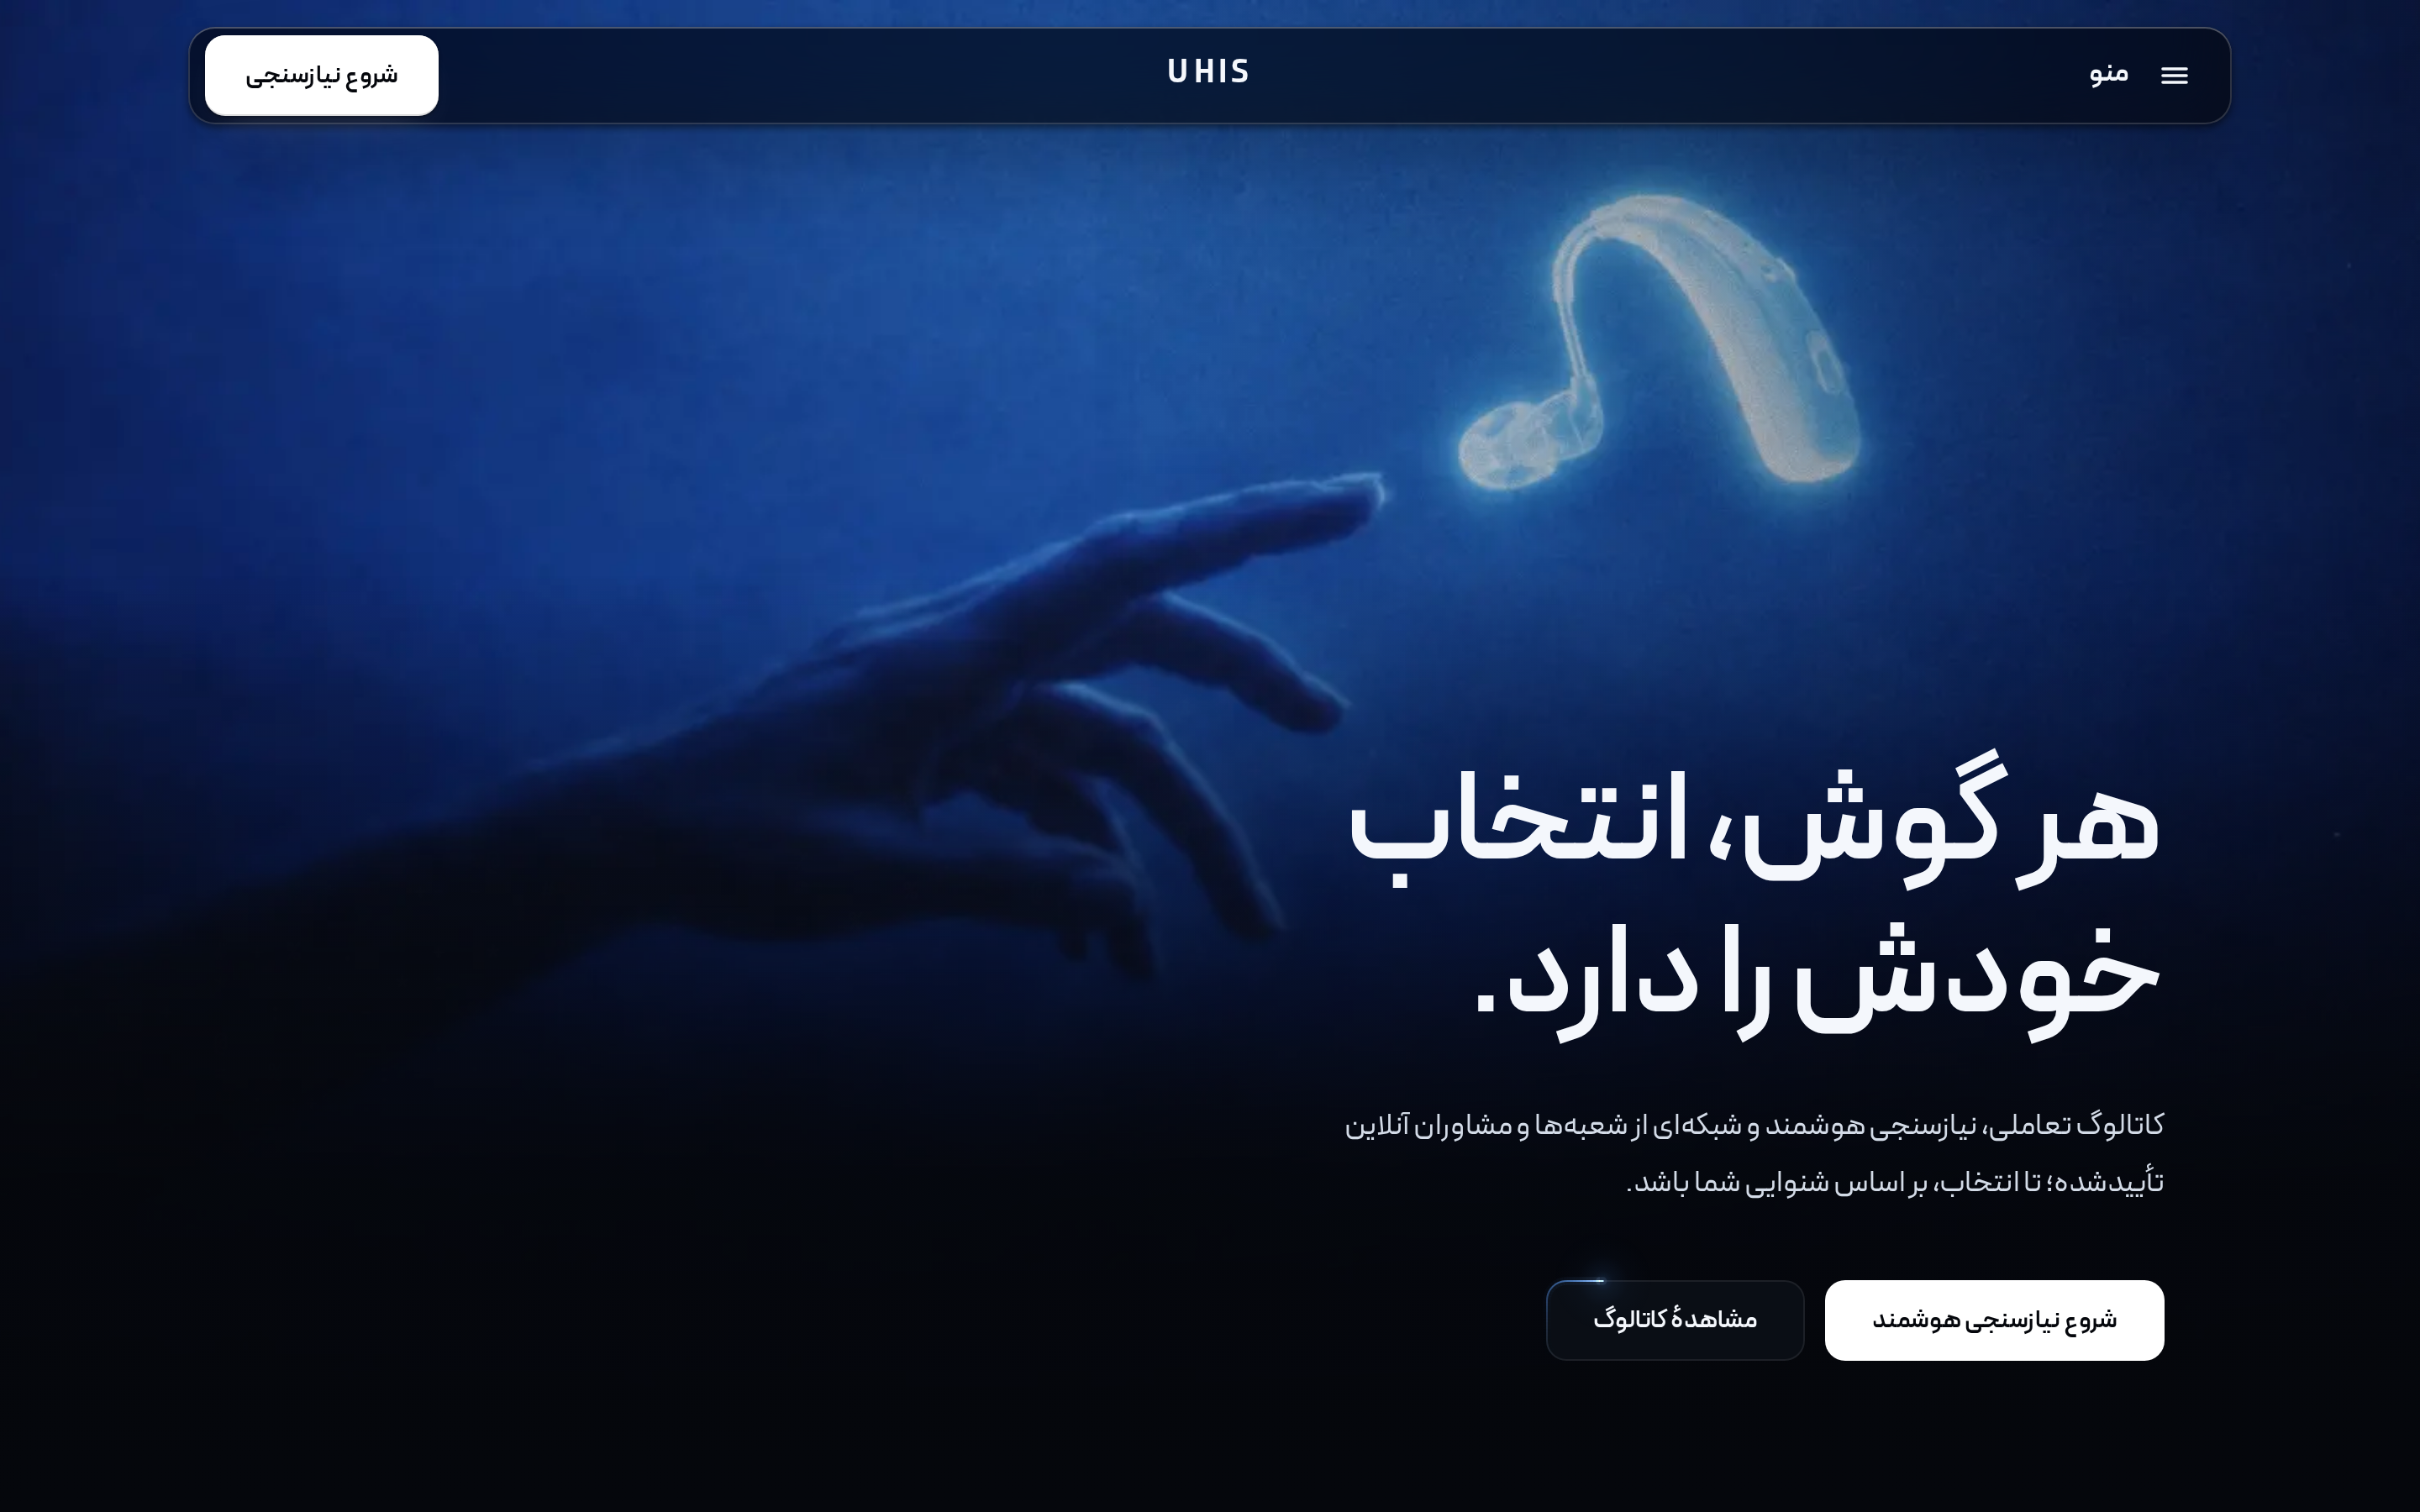 منو
UHIS
شروع نیازسنجی
هر گوش، انتخاب
خودش را دارد.
کاتالوگ تعاملی، نیازسنجی هوشمند و شبکه‌ای از شعبه‌ها و مشاوران آنلاین
تأییدشده؛ تا انتخاب، بر اساس شنوایی شما باشد.
شروع نیازسنجی هوشمند
مشاهدهٔ کاتالوگ